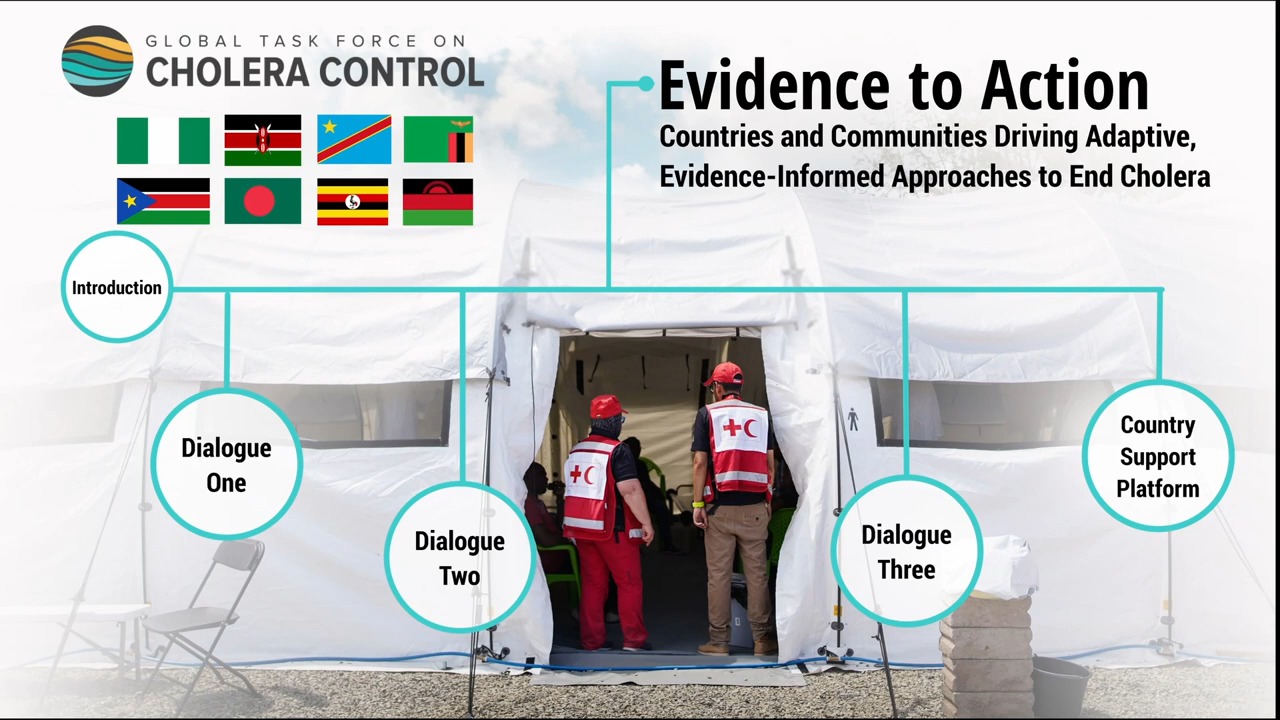 GLOBAL TASK FORCE ON
CHOLERA CONTROL
Evidence to Action
Countries and Communities Driving Adaptive,
Evidence-Informed Approaches to End Cholera
Introduction
Dialogue
One
Dialogue
Two
Dialogue
Three
Country
Support
Platform